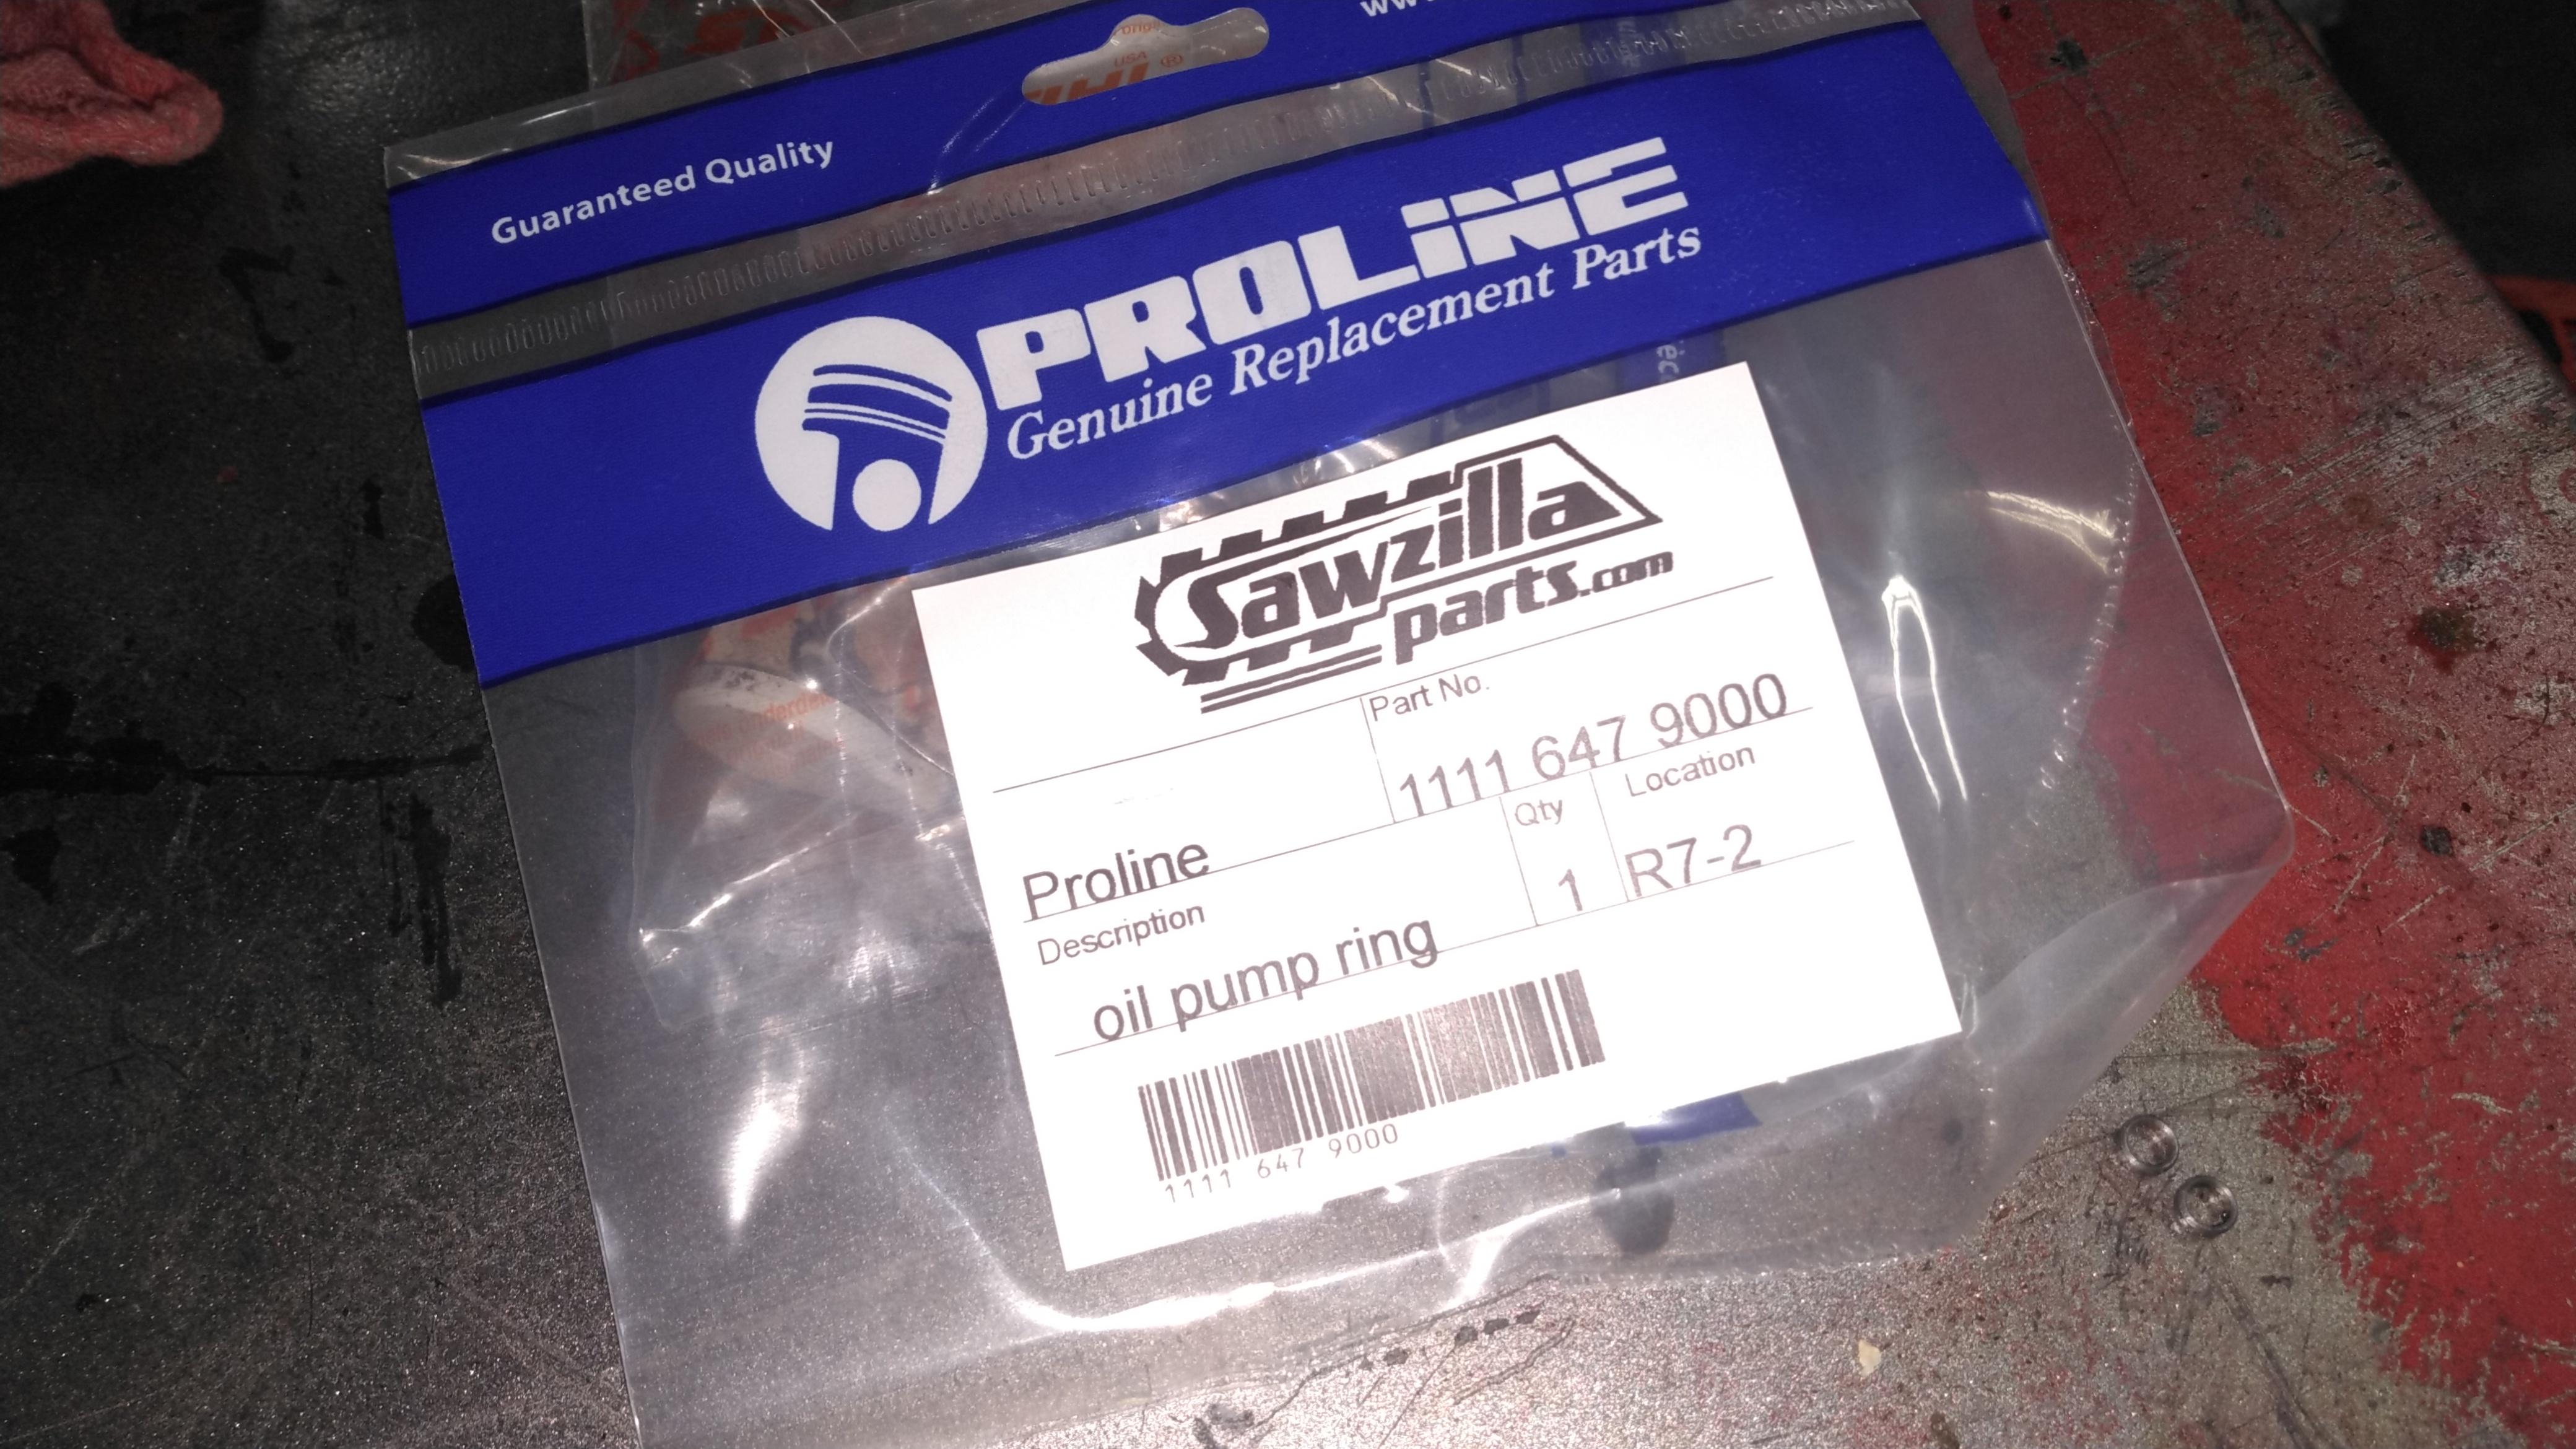 Guaranteed Quality
USA
PROLINE
Genuine Replacement Parts
Sawzilla
parts.com
Part No.
1111 647 9000
Proline
Qty
Location
1
R7-2
Description
oil pump ring
1111 647 9000